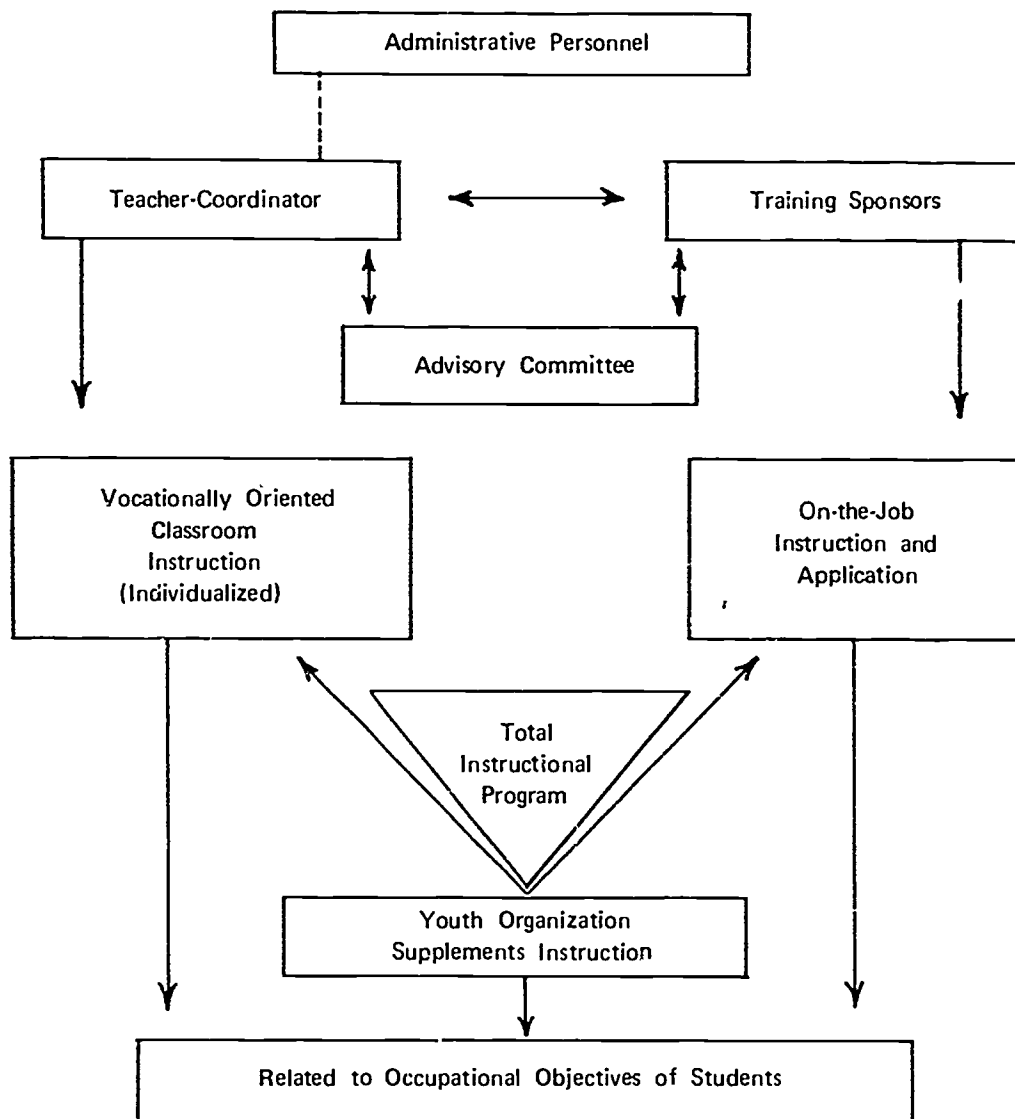 Administrative Personnel
Teacher-Coordinator
Training Sponsors
Advisory Committee
Vocationally Oriented
Classroom
Instruction
(Individualized)
On-the-Job
Instruction and
Application
Total
Instructional
Program
Youth Organization
Supplements Instruction
Related to Occupational Objectives of Students